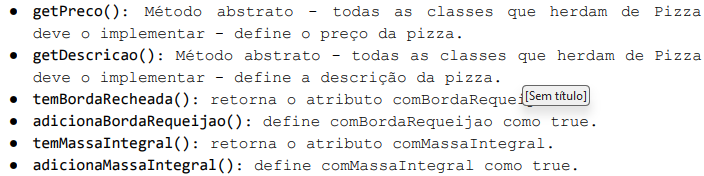 ● getPreco(): Método abstrato - todas as classes que herdam de Pizza
deve o implementar - define o preço da pizza.
● getDescricao(): Método abstrato - todas as classes que herdam de Pizza
deve o implementar - define a descrição da pizza.
[Sem título]
● temBordaRecheada(): retorna o atributo
● adicionaBordaRequeijao(): define comBordaRequeijao como true.
● temMassaIntegral(): retorna o atributo comMassaIntegral.
● adicionaMassaIntegral(): define comMassaIntegral como true.